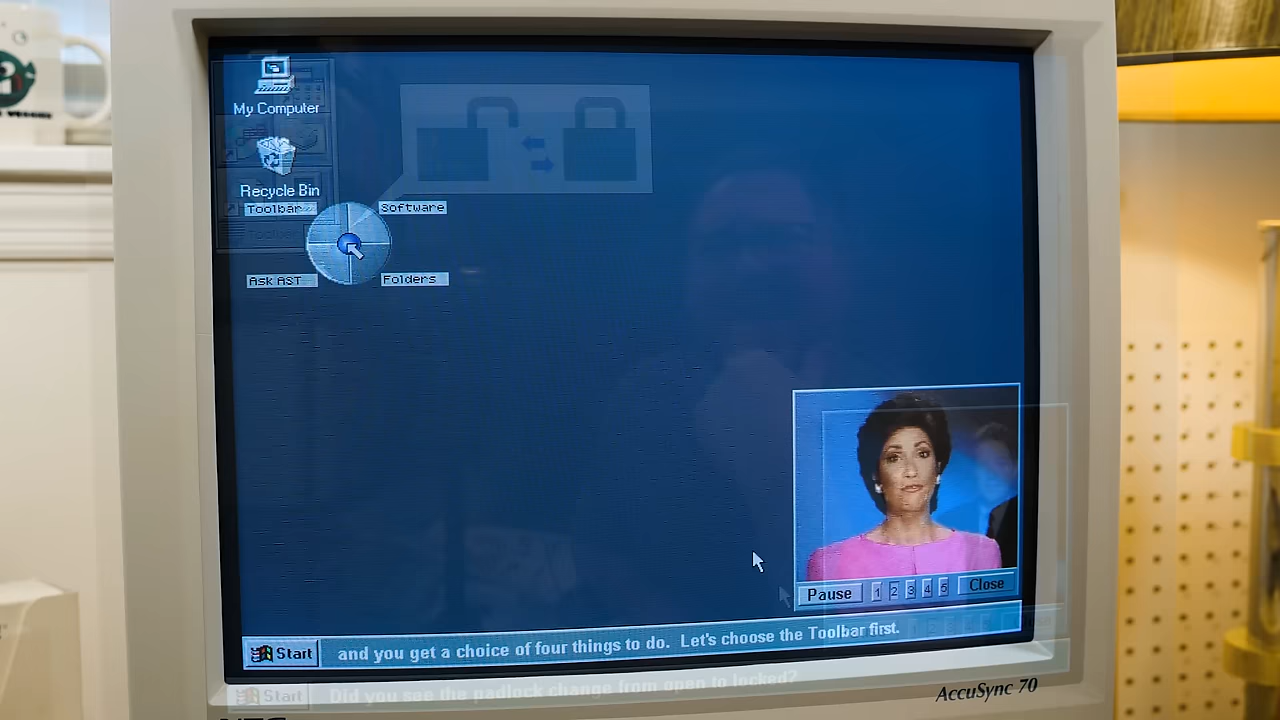 My Computer
Recycle Bin
Toolbar
Software
Ask AST
Folders
Pause
1 2 3 4 5
Close
Start
and you get a choice of four things to do. Let's choose the Toolbar first.
Start
Did you see the padlock change from open to locked?
AccuSync 70
NEC